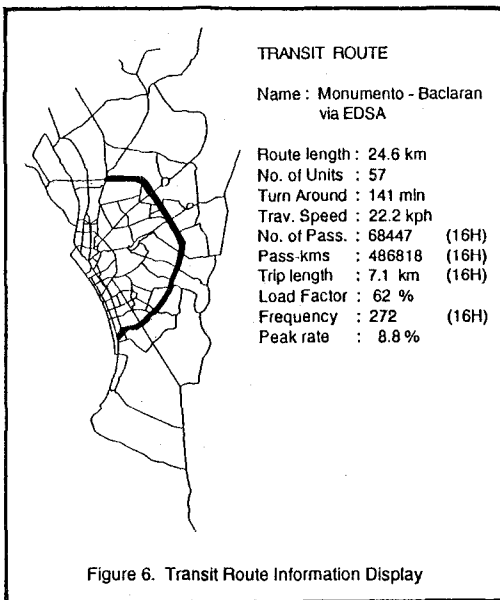 TRANSIT ROUTE
Name : Monumento - Baclaran
via EDSA
Route length : 24.6 km
No. of Units : 57
Turn Around : 141 min
Trav. Speed : 22.2 kph
No. of Pass. : 68447 (16H)
Pass-kms : 486818 (16H)
Trip length : 7.1 km (16H)
Load Factor : 62 %
Frequency : 272 (16H)
Peak rate : 8.8 %
Figure 6. Transit Route Information Display